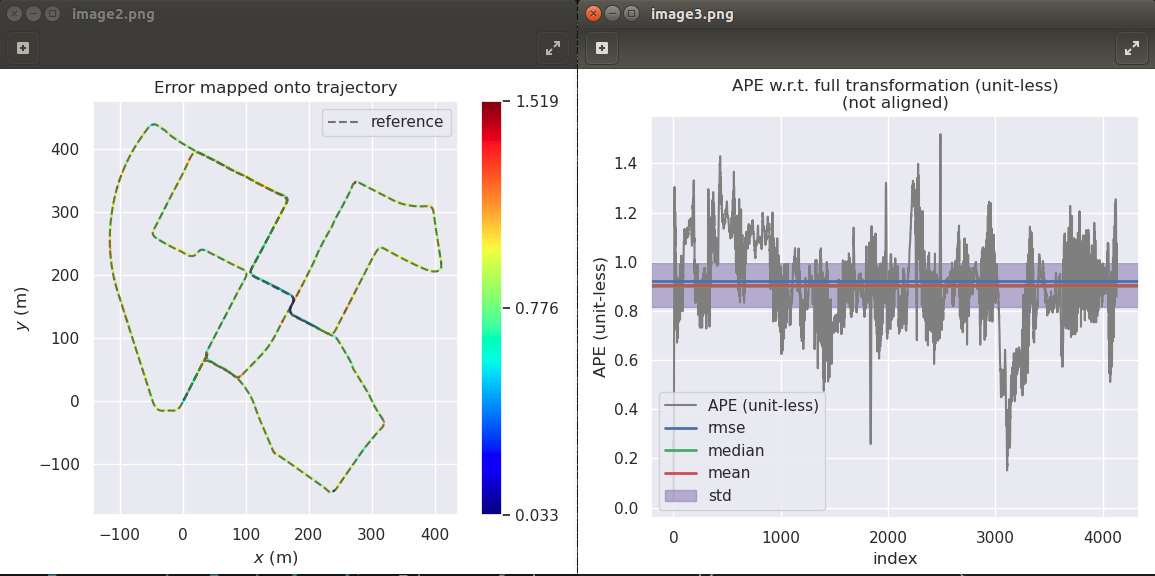 image2.png
Error mapped onto trajectory
reference
400
300
200
100
0
−100
y (m)
−100 0 100 200 300 400
x (m)
1.519
0.776
0.033
image3.png
APE w.r.t. full transformation (unit-less)
(not aligned)
1.4
1.2
1.0
0.8
0.6
0.4
0.2
0.0
APE (unit-less)
APE (unit-less)
rmse
median
mean
std
0 1000 2000 3000 4000
index